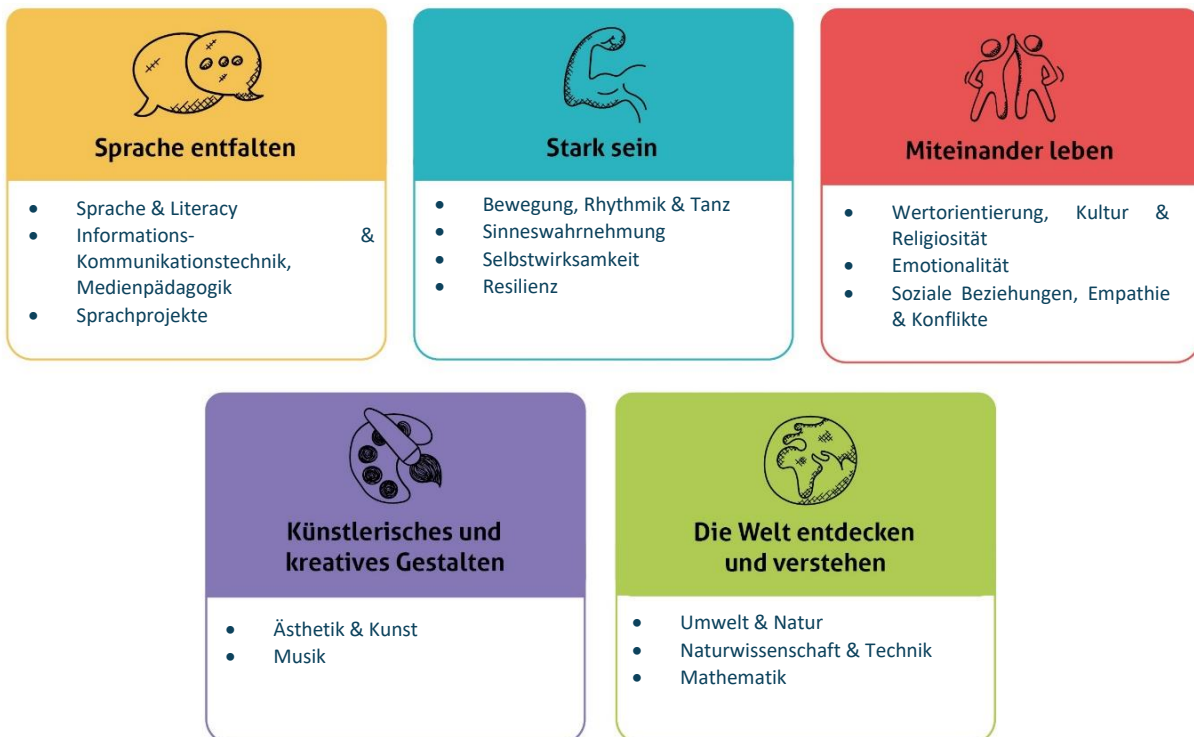 Sprache entfalten
• Sprache & Literacy
• Informations- &
Kommunikationstechnik,
Medienpädagogik
• Sprachprojekte
Stark sein
• Bewegung, Rhythmik & Tanz
• Sinneswahrnehmung
• Selbstwirksamkeit
• Resilienz
Miteinander leben
• Wertorientierung, Kultur &
Religiosität
• Emotionalität
• Soziale Beziehungen, Empathie
& Konflikte
Künstlerisches und
kreatives Gestalten
• Ästhetik & Kunst
• Musik
Die Welt entdecken
und verstehen
• Umwelt & Natur
• Naturwissenschaft & Technik
• Mathematik